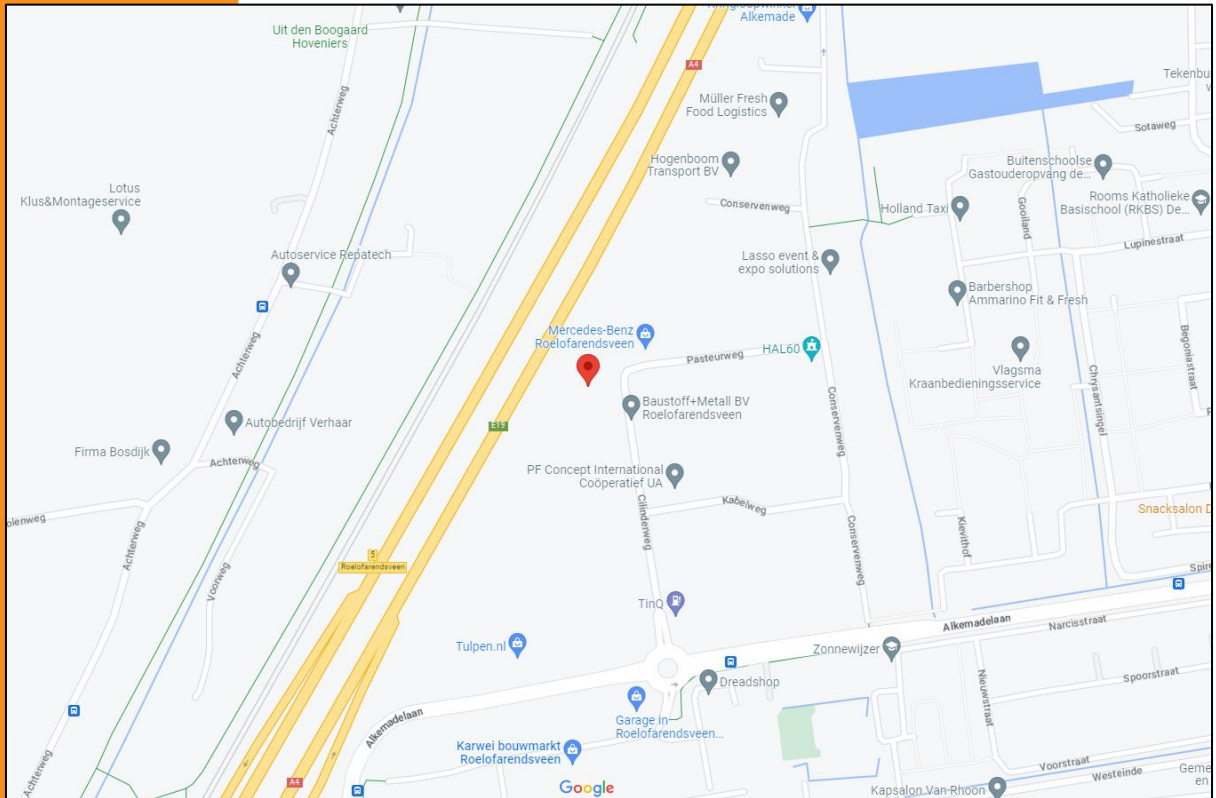 Kringloopwinkel
Alkemade
Uit den Boogaard
Hoveniers
A4
Müller Fresh
Food Logistics
Achterweg
Sotaweg
Hogenboom
Transport BV
Buitenschoolse
Gastouderopvang de...
Lotus
Klus&Montageservice
Rooms Katholieke
Basischool (RKBS) De...
Conservenweg
Holland Taxi
Gooiland
Lupinestraat
Autoservice Repatech
Lasso event &
expo solutions
Barbershop
Ammarino Fit & Fresh
Mercedes-Benz
Roelofarendsveen
Achterweg
Pasteurweg
HAL60
Begoniastraat
Vlagsma
Kraanbedieningsservice
Chrysantsingel
Baustoff+Metall BV
Roelofarendsveen
Conservenweg
Autobedrijf Verhaar
E19
Firma Bosdijk
Achterweg
PF Concept International
Coöperatief UA
Kabelweg
Cilinderweg
Snacksalon
Achterweg
Conservenweg
Kievithof
5
Roelofarendsveen
Voorweg
TinQ
Alkemadelaan
Narcisstraat
Tulpen.nl
Zonnewijzer
Dreadshop
Spoorstraat
Nieuwstraat
Alkemadelaan
Garage in
Roelofarendsveen...
Karwei bouwmarkt
Roelofarendsveen
Achterweg
A4
Google
Voorstraat
Westeinde
Kapsalon Van Rhoon
en